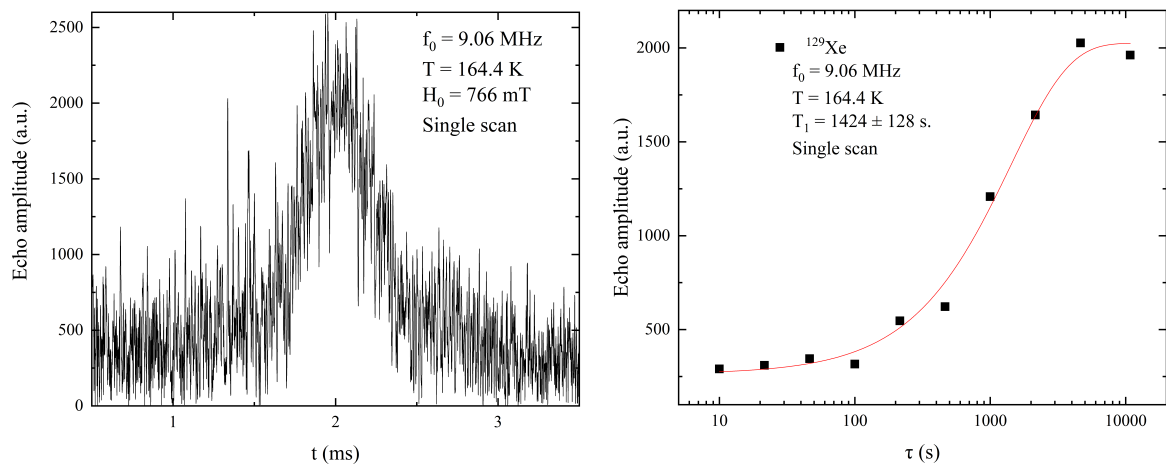 Echo amplitude (a.u.)
2500
2000
1500
1000
500
0
f₀ = 9.06 MHz
T = 164.4 K
H₀ = 766 mT
Single scan
1
2
3
t (ms)
Echo amplitude (a.u.)
2000
1500
1000
500
¹²⁹Xe
f₀ = 9.06 MHz
T = 164.4 K
T₁ = 1424 ± 128 s.
Single scan
10
100
1000
10000
τ (s)